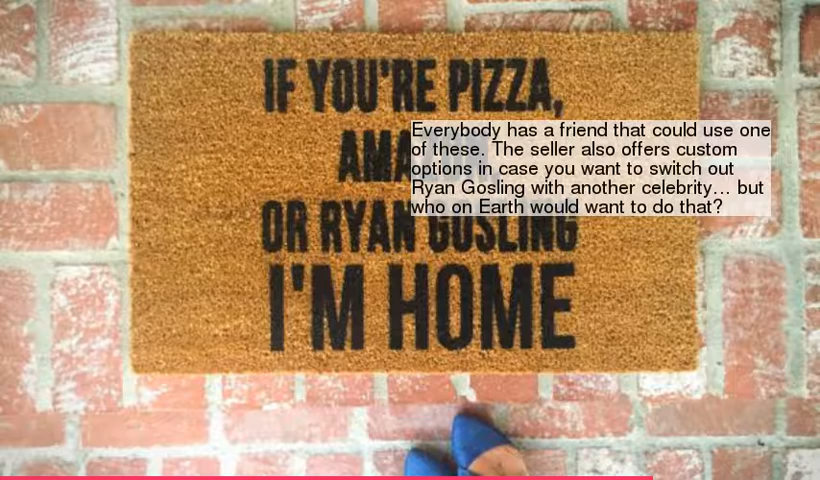 IF YOU'RE PIZZA,
AMAZON,
OR RYAN GOSLING
I'M HOME
Everybody has a friend that could use one
of these. The seller also offers custom
options in case you want to switch out
Ryan Gosling with another celebrity… but
who on Earth would want to do that?